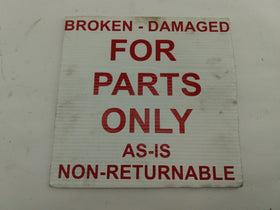 BROKEN - DAMAGED
FOR
PARTS
ONLY
AS-iS
NON-RETURNABLE